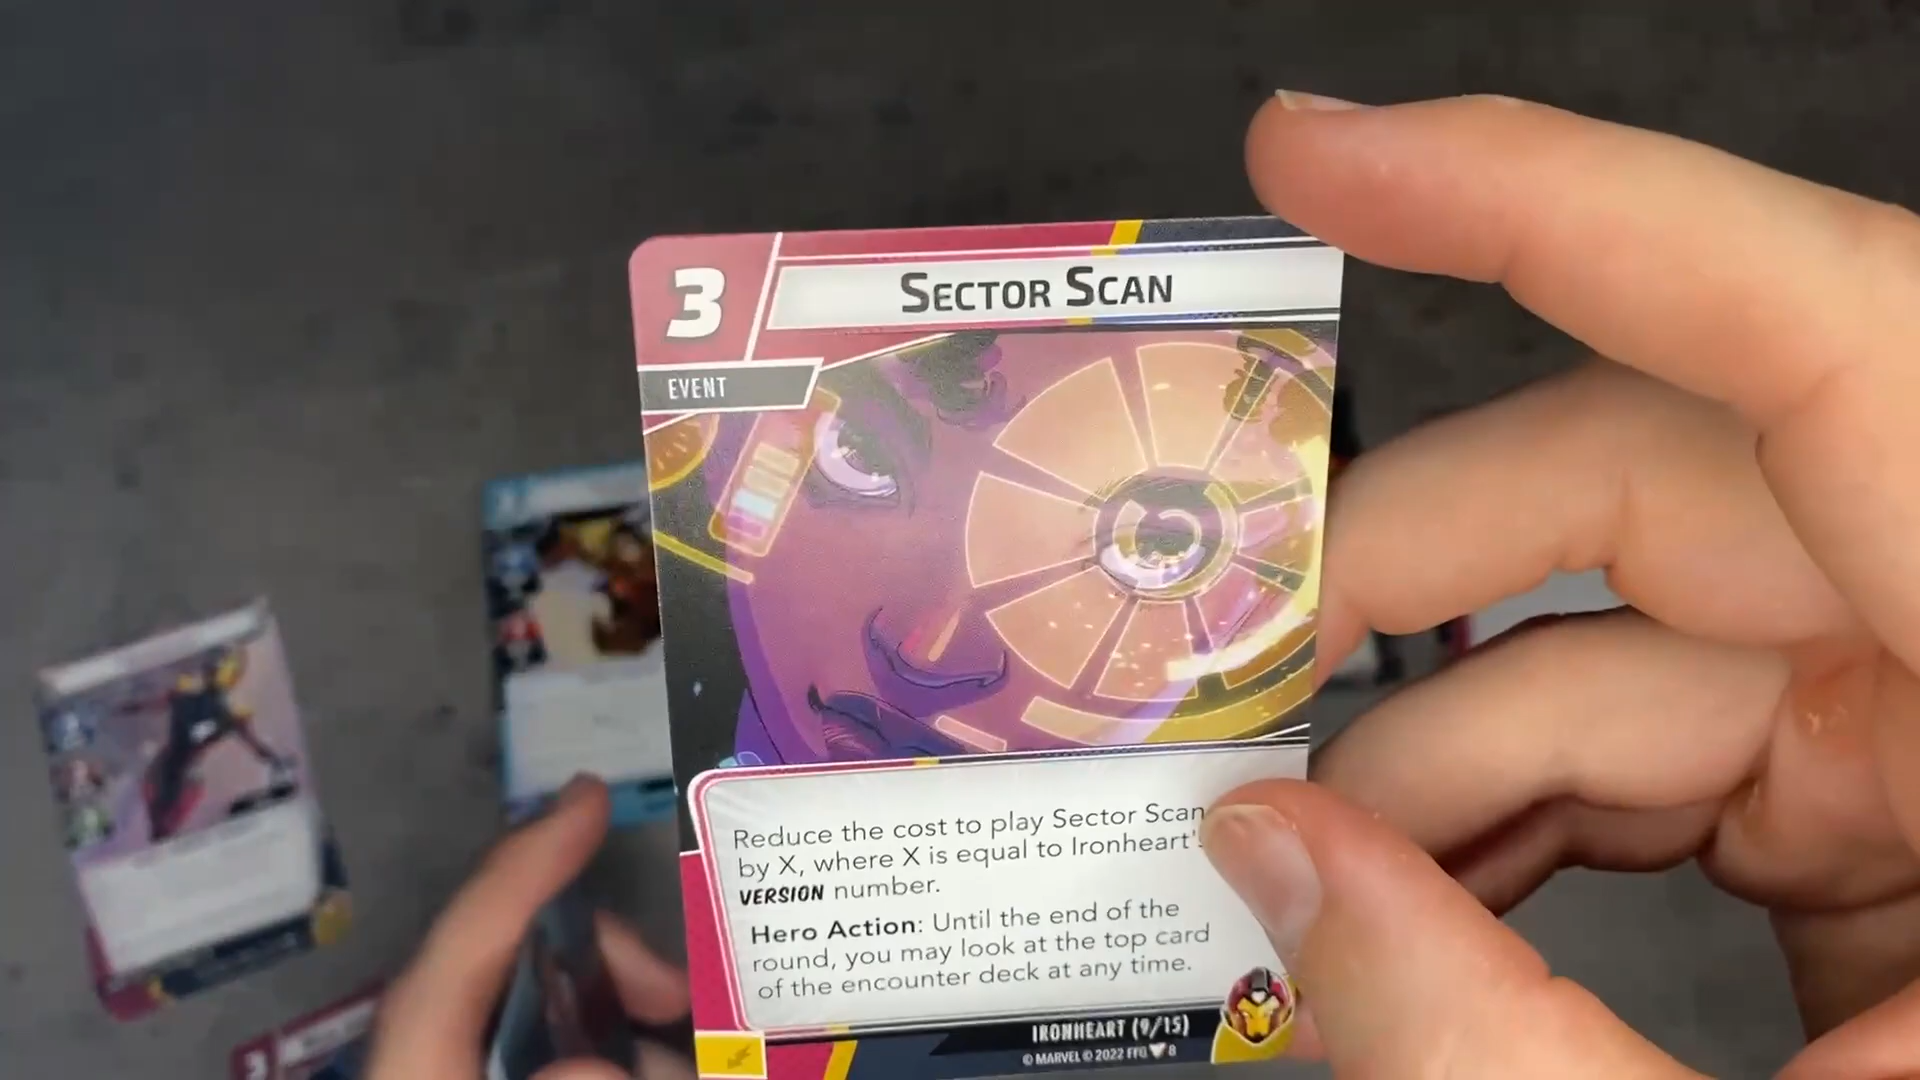 3
SECTOR SCAN
EVENT
Reduce the cost to play Sector Scan
by X, where X is equal to Ironheart'
VERSION number.
Hero Action: Until the end of the
round, you may look at the top card
of the encounter deck at any time.
IRONHEART (9/15)
© MARVEL © 2022 FFG 8
3